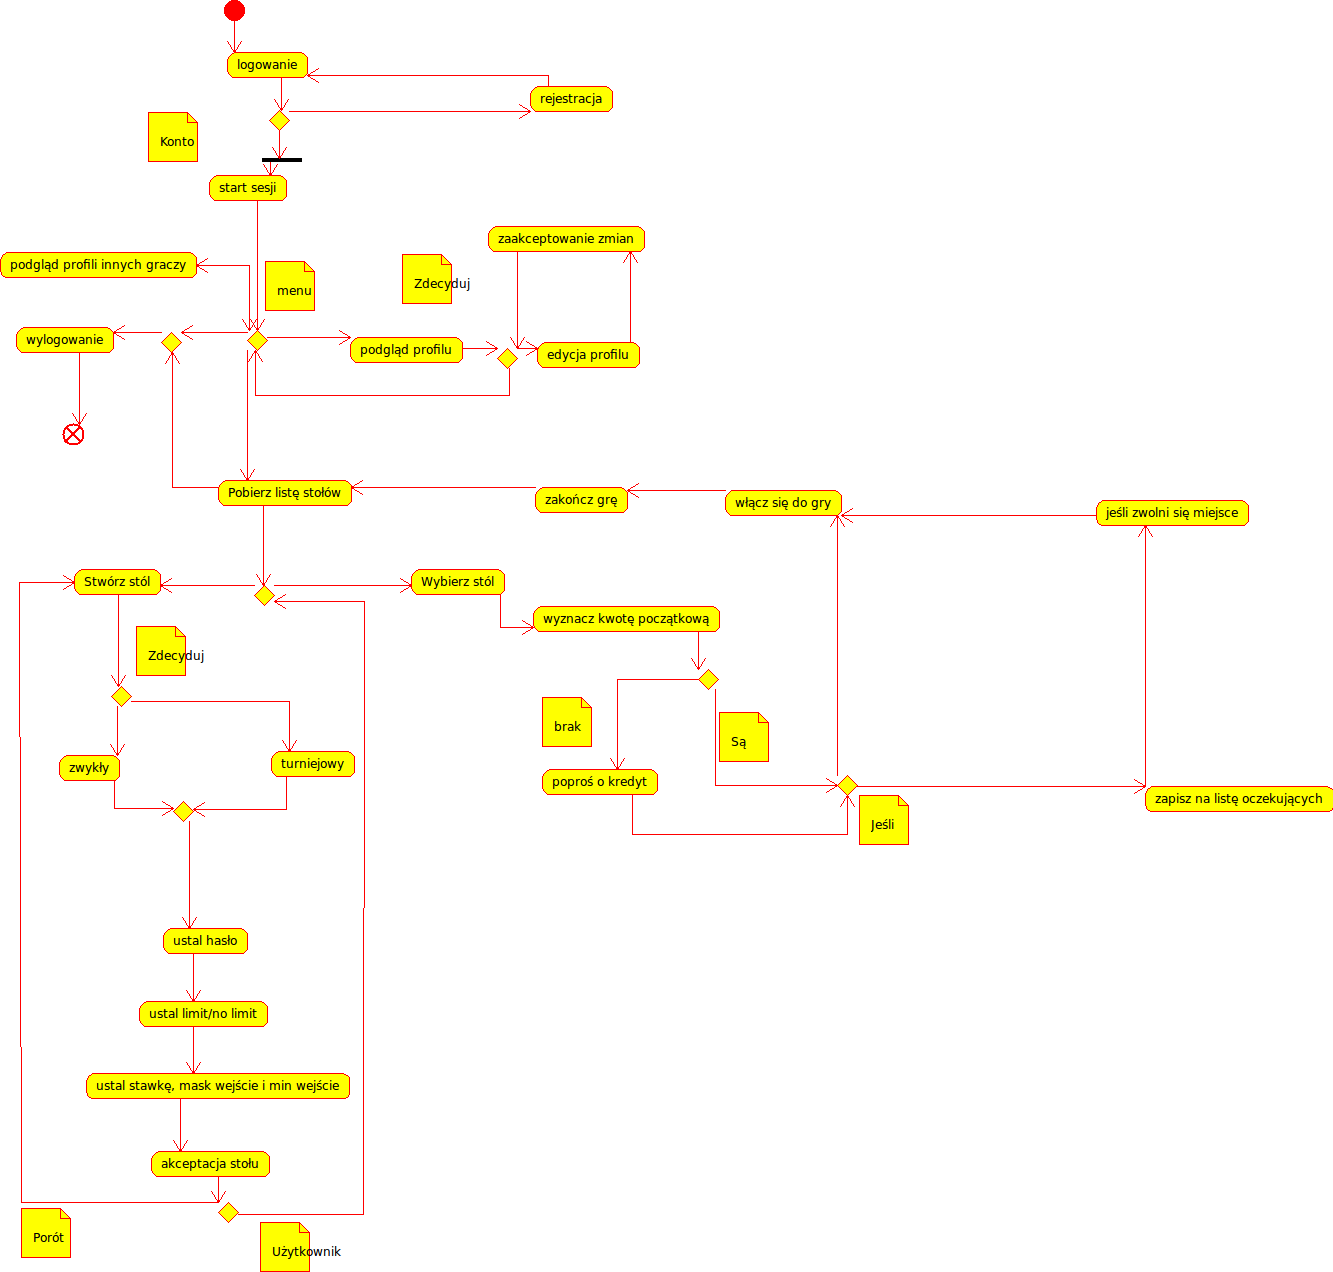 logowanie
rejestracja
Konto
start sesji
zaakceptowanie zmian
podgląd profili innych graczy
menu
Zdecyduj
wylogowanie
podgląd profilu
edycja profilu
Pobierz listę stołów
zakończ grę
włącz się do gry
jeśli zwolni się miejsce
Stwórz stól
Wybierz stól
wyznacz kwotę początkową
Zdecyduj
brak
Są
zwykły
turniejowy
poproś o kredyt
zapisz na listę oczekujących
Jeśli
ustal hasło
ustal limit/no limit
ustal stawkę, mask wejście i min wejście
akceptacja stołu
Porót
Użytkownik